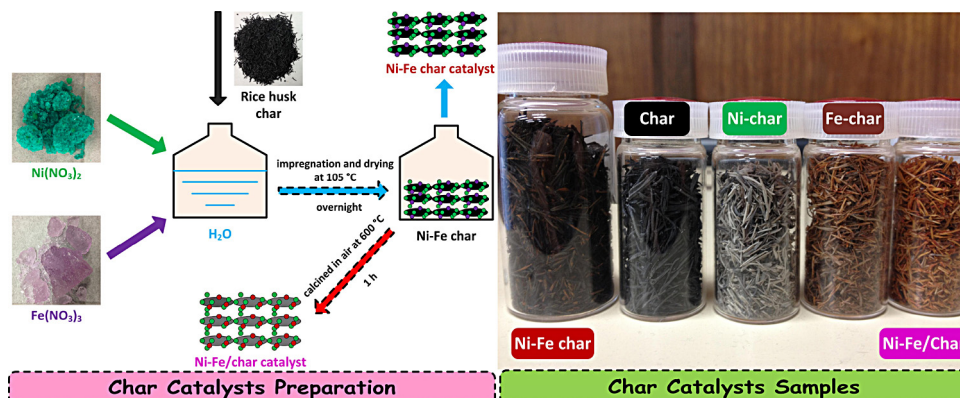 Ni-Fe char catalyst
Rice husk
char
Ni(NO3)2
impregnation and drying
at 105 °C
overnight
H2O
Ni-Fe char
Fe(NO3)3
calcined in air at 600 °C
1 h
Ni-Fe/char catalyst
Char Catalysts Preparation
Char
Ni-char
Fe-char
Ni-Fe char
Ni-Fe/Char
Char Catalysts Samples